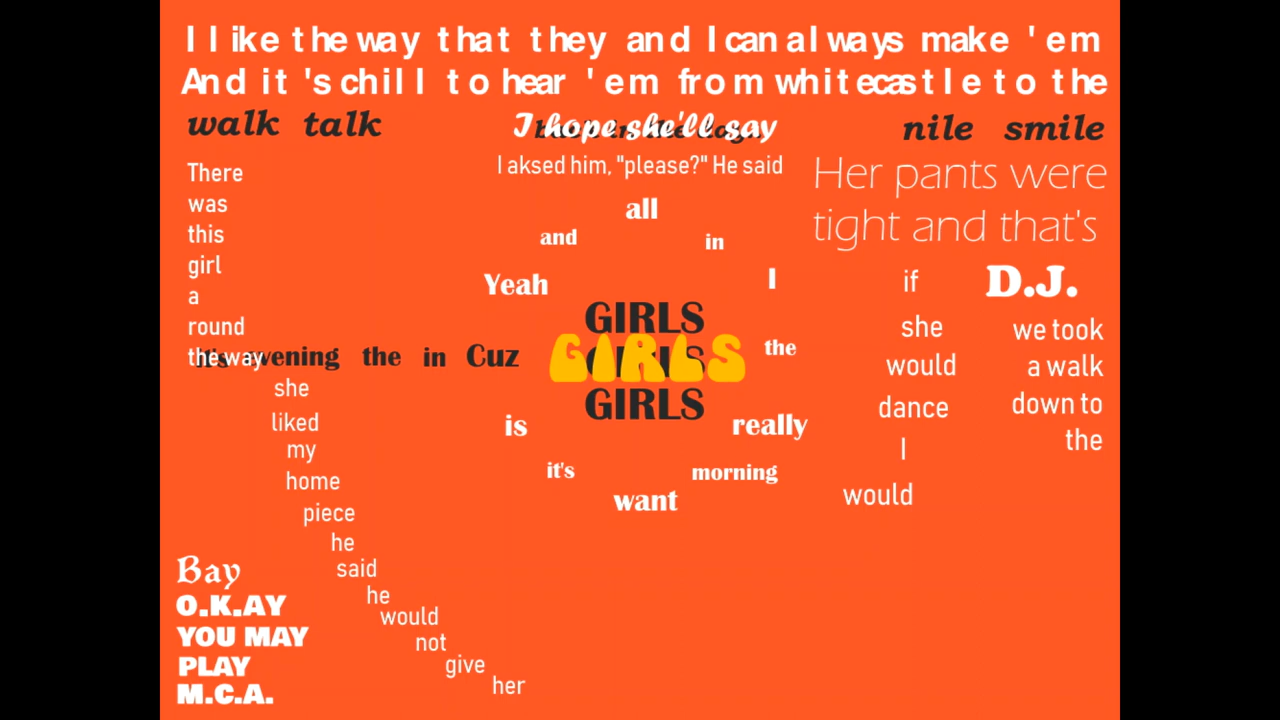 I like the way that they and I can always make 'em
And it's chill to hear 'em from whitecastle to the
walk talk
I hope she'll say
nile smile
I aksed him, "please?" He said
Her pants were
tight and that's
There
was
this
girl
a
round
the way
all
and
in
Yeah
I
GIRLS
GIRLS
GIRLS
GIRLS
the
evening the in Cuz
is
really
it's
morning
want
if
she
would
dance
I
would
D.J.
we took
a walk
down to
the
she
liked
my
home
piece
he
said
he
would
not
give
her
Bay
O.K.AY
YOU MAY
PLAY
M.C.A.